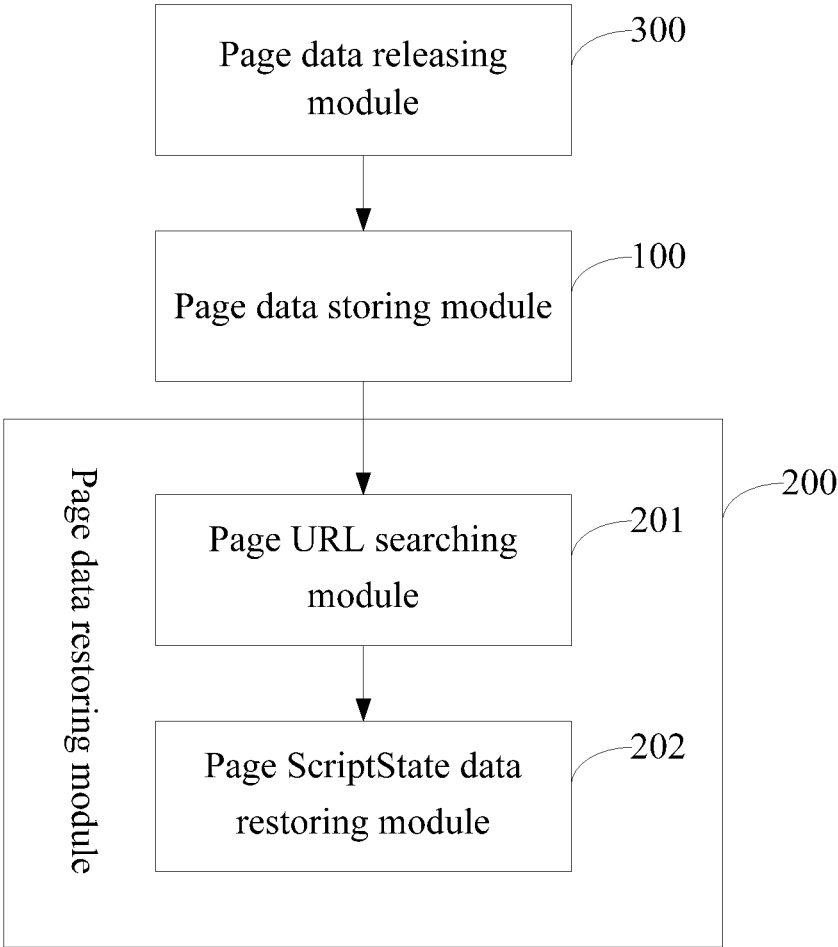 Page data releasing
module
300
Page data storing module
100
Page data restoring module
200
Page URL searching
module
201
Page ScriptState data
restoring module
202